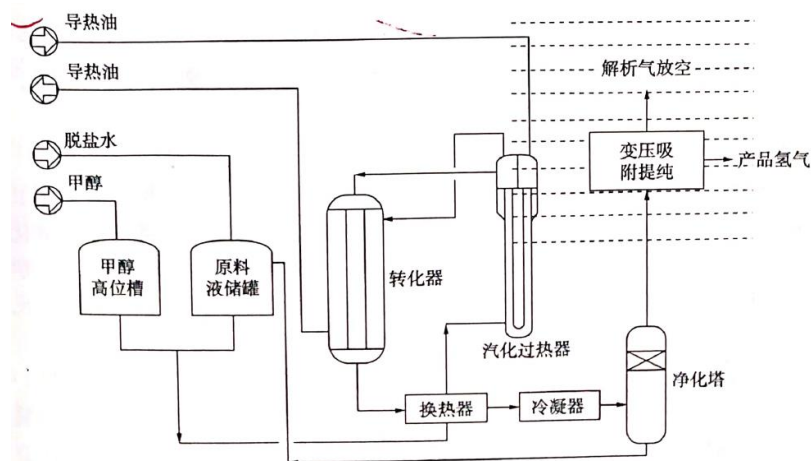 导热油
导热油
解析气放空
脱盐水
变压吸
附提纯
产品氢气
甲醇
甲醇
高位槽
原料
液储罐
转化器
汽化过热器
净化塔
换热器
冷凝器